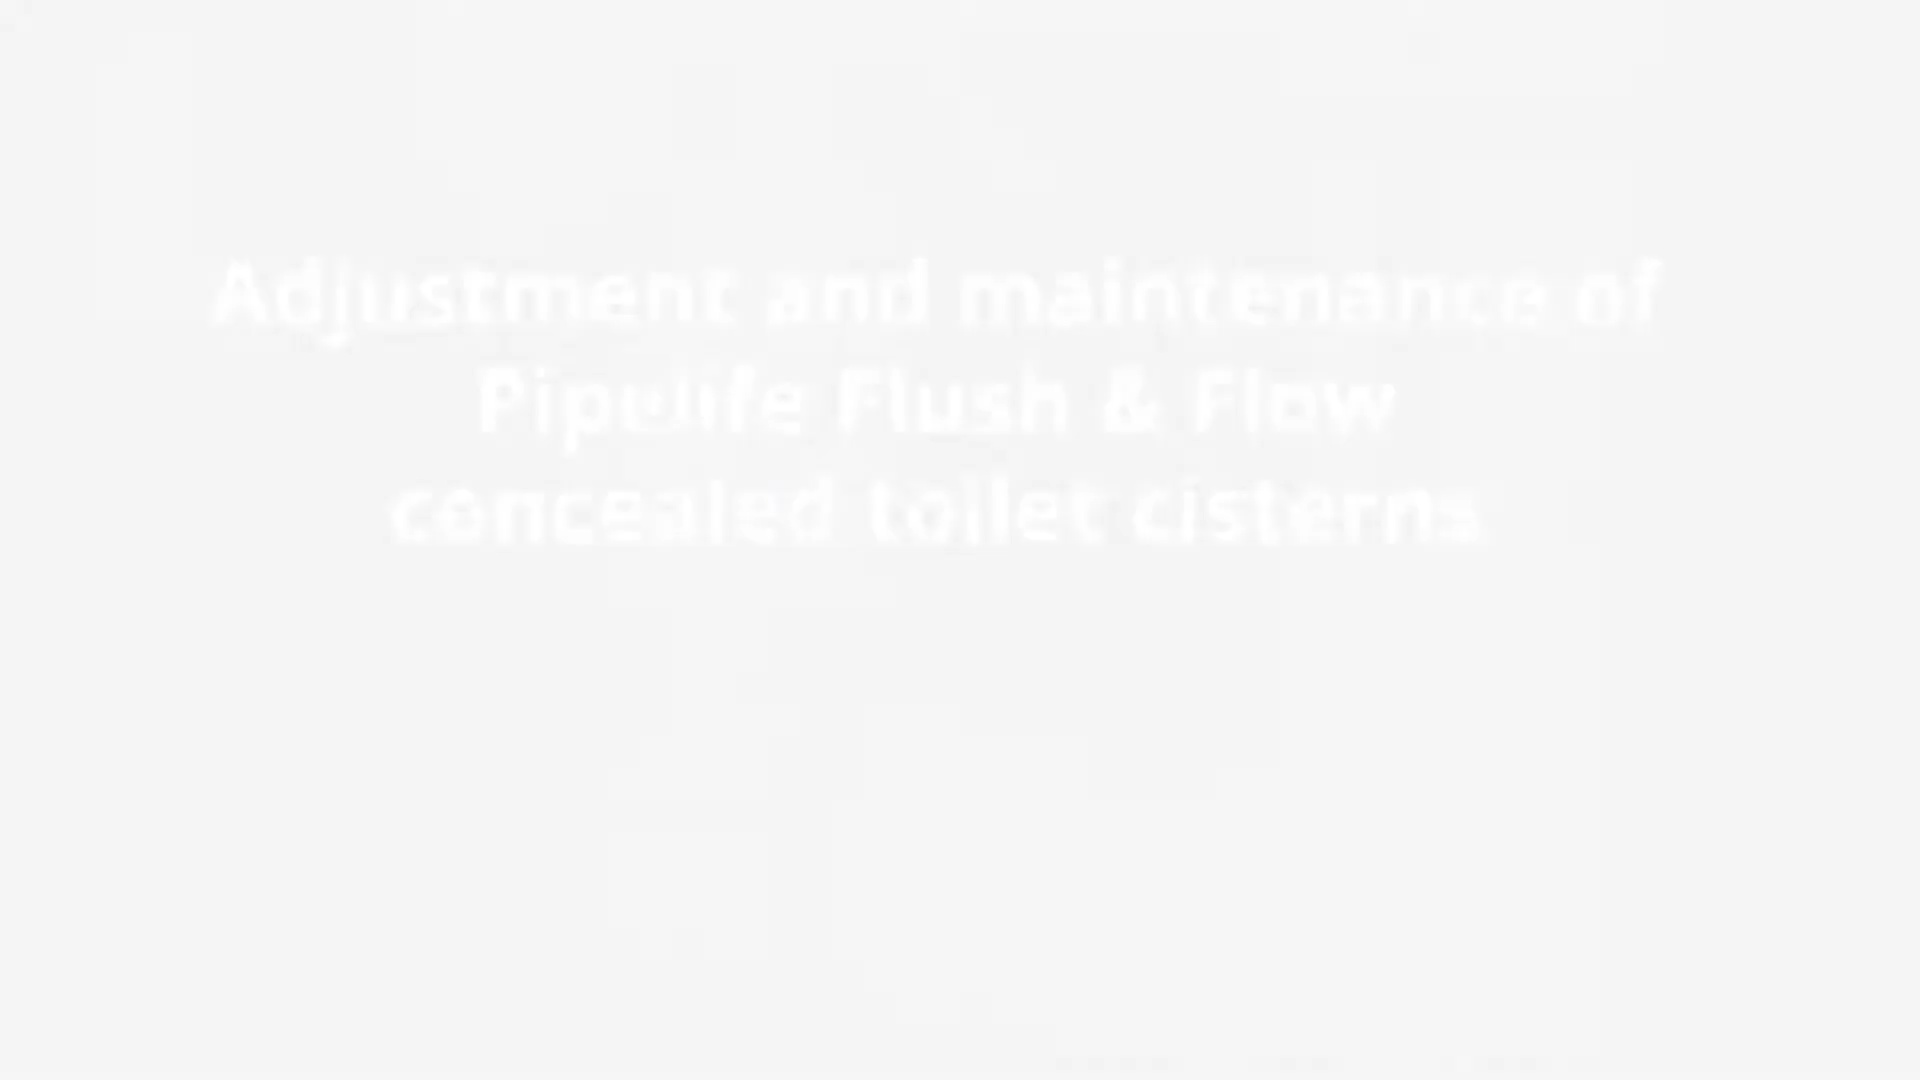 Adjustment and maintenance of
Pipelife Flush & Flow
concealed toilet cisterns